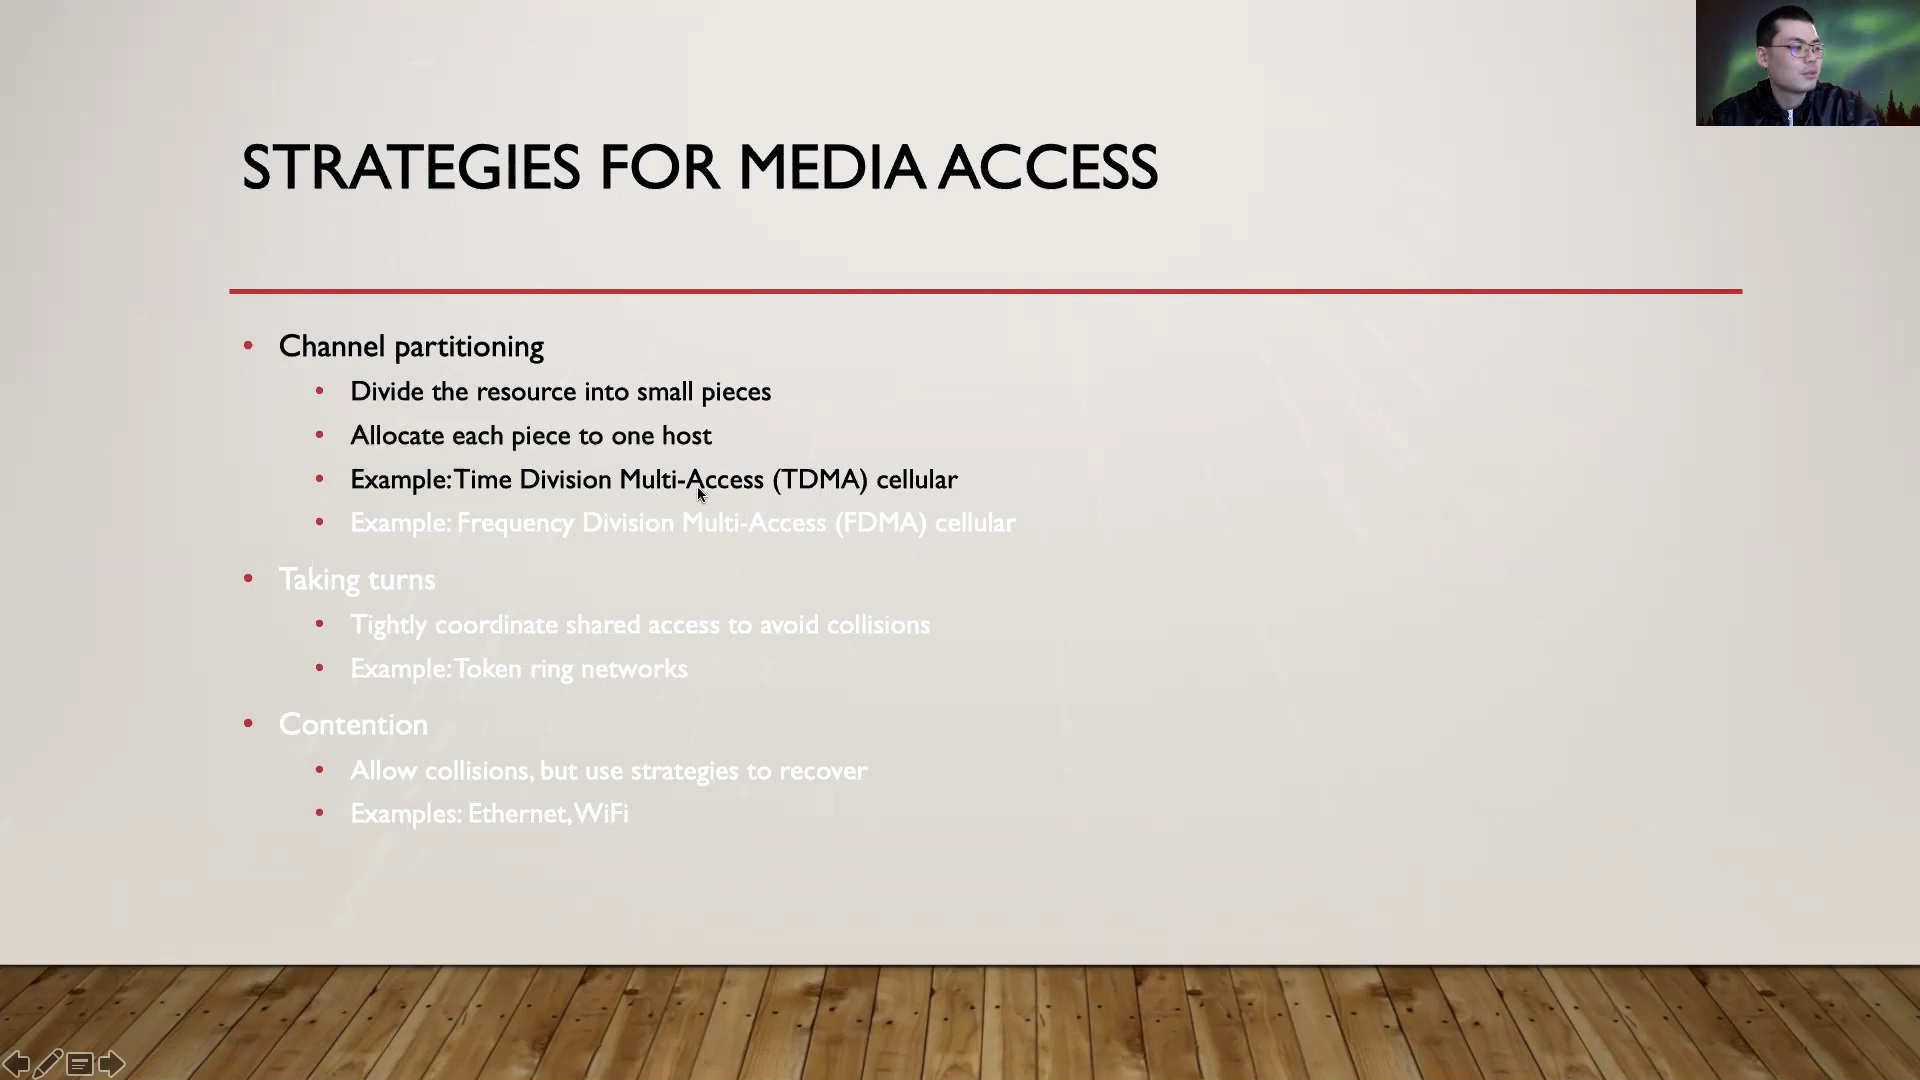 STRATEGIES FOR MEDIA ACCESS
• Channel partitioning
• Divide the resource into small pieces
• Allocate each piece to one host
• Example: Time Division Multi-Access (TDMA) cellular
• Example: Frequency Division Multi-Access (FDMA) cellular
• Taking turns
• Tightly coordinate shared access to avoid collisions
• Example: Token ring networks
• Contention
• Allow collisions, but use strategies to recover
• Examples: Ethernet, WiFi